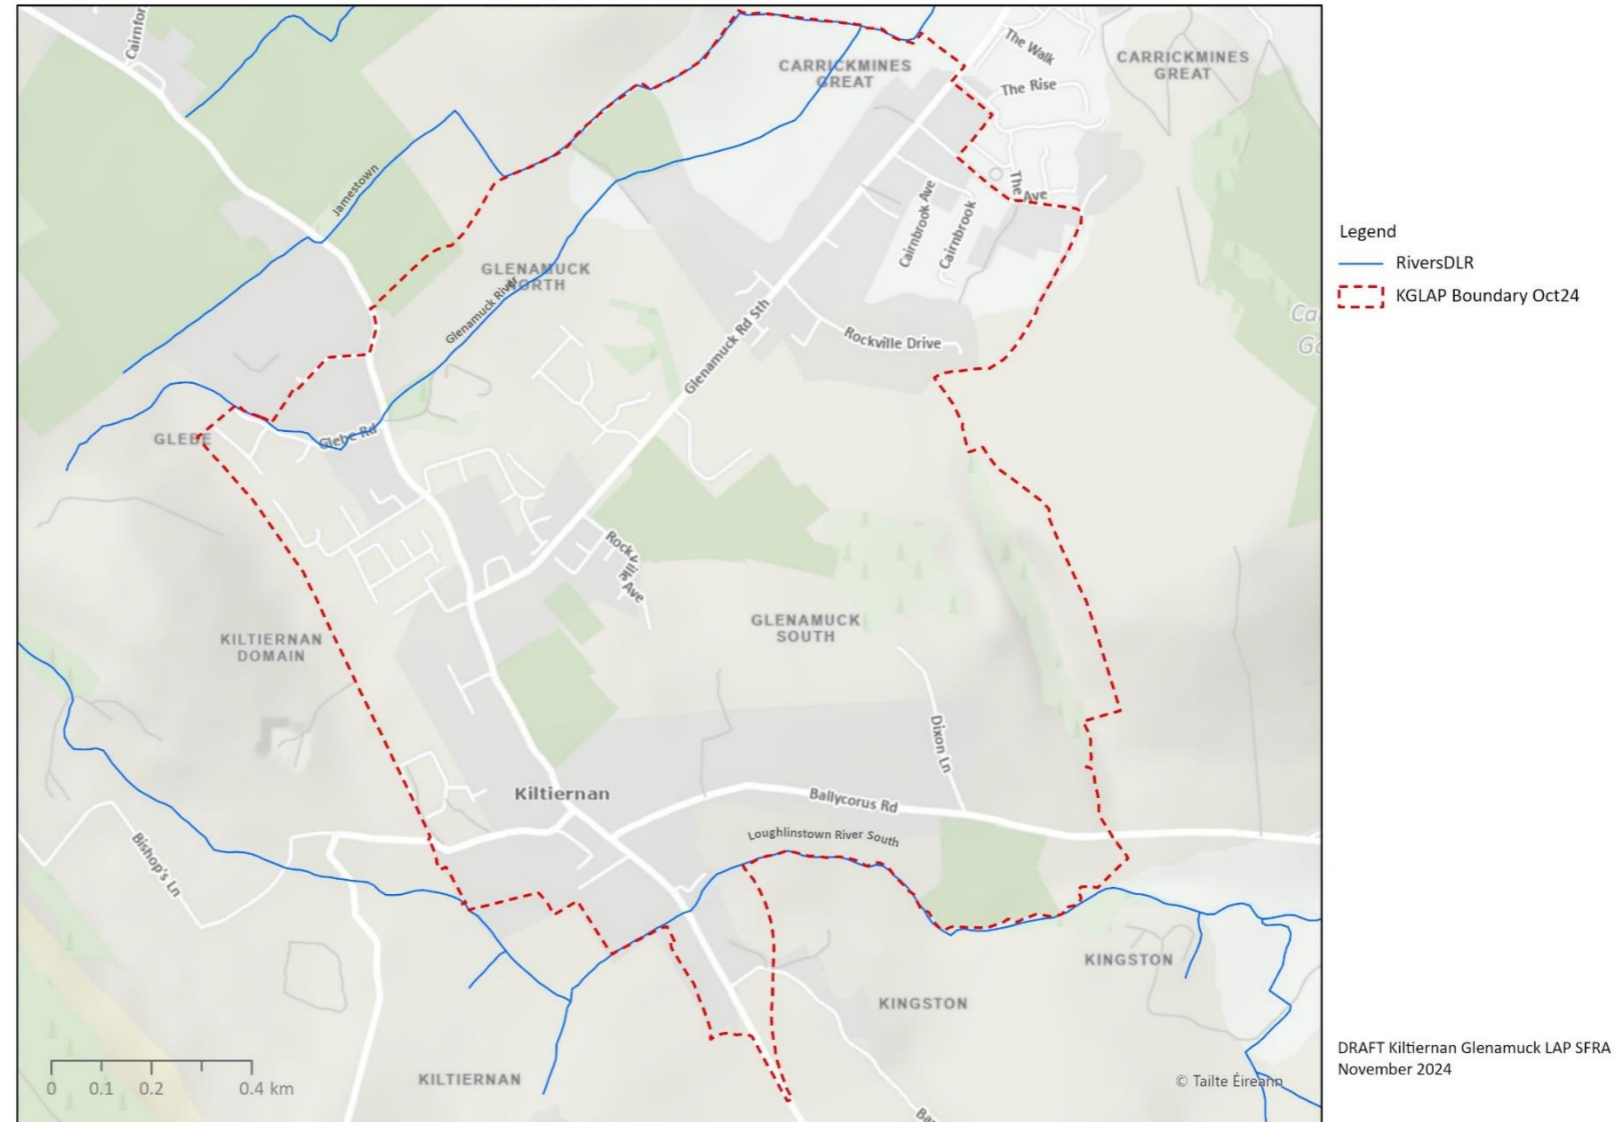 Cairnfor
The Walk
CARRICKMINES
GREAT
CARRICKMINES
GREAT
The Rise
Jamestown
The
Ave
Cairnbrook Ave
Cairnbrook
GLENAMUCK
NORTH
Glenamuck River
Glenamuck Rd Sth
Rockville Drive
Ca
Go
GLEBE
Glebe Rd
Rockville
Ave
KILTIERNAN
DOMAIN
GLENAMUCK
SOUTH
Dixon Ln
Kiltiernan
Ballycorus Rd
Loughlinstown River South
Bishop's Ln
KINGSTON
KINGSTON
KILTIERNAN
0 0.1 0.2 0.4 km
© Tailte Éireann
Ba
Legend
RiversDLR
KGLAP Boundary Oct24
DRAFT Kiltiernan Glenamuck LAP SFRA
November 2024